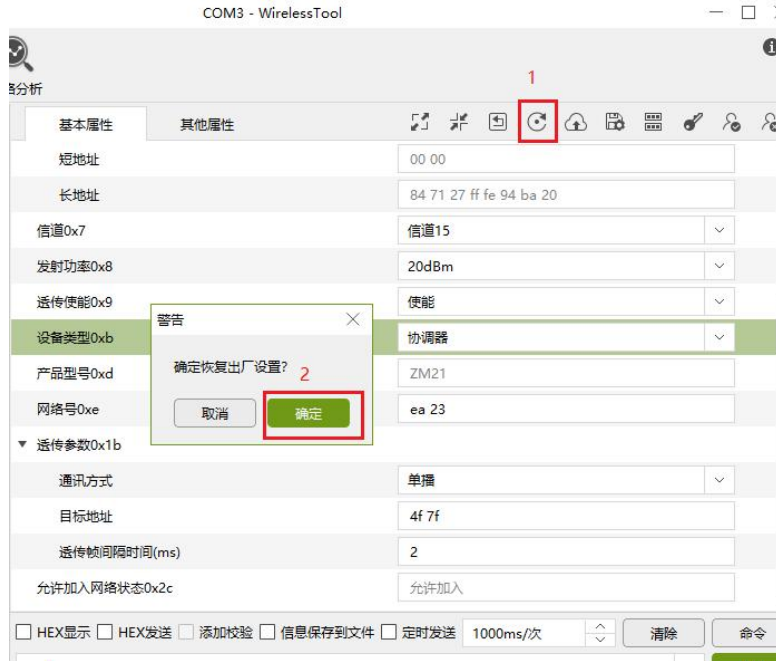 COM3 - WirelessTool
络分析
1
基本属性 其他属性
短地址 00 00
长地址 84 71 27 ff fe 94 ba 20
信道0x7 信道15
发射功率0x8 20dBm
透传使能0x9 使能
警告
设备类型0xb 协调器
确定恢复出厂设置?
2
产品型号0xd ZM21
网络号0xe ea 23
取消 确定
透传参数0x1b
通讯方式 单播
目标地址 4f 7f
透传帧间隔时间(ms) 2
允许加入网络状态0x2c 允许加入
HEX显示 HEX发送 添加校验 信息保存到文件 定时发送 1000ms/次 清除 命令